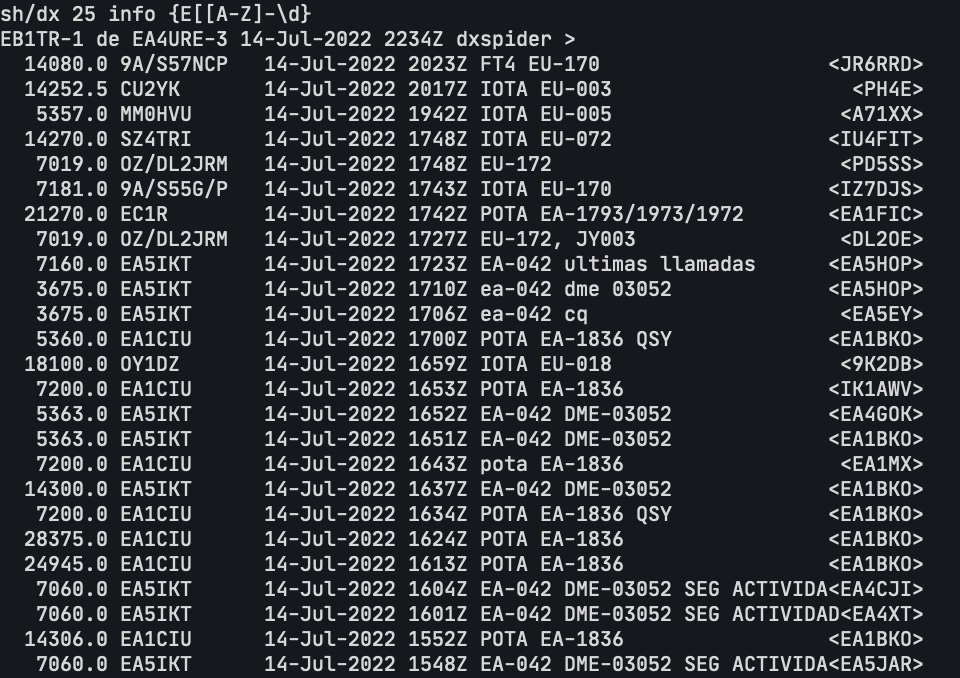 sh/dx 25 info {E[[A-Z]-\d}
EB1TR-1 de EA4URE-3 14-Jul-2022 2234Z dxspider >
14080.0 9A/S57NCP 14-Jul-2022 2023Z FT4 EU-170 <JR6RRD>
14252.5 CU2YK 14-Jul-2022 2017Z IOTA EU-003 <PH4E>
5357.0 MM0HVU 14-Jul-2022 1942Z IOTA EU-005 <A71XX>
14270.0 SZ4TRI 14-Jul-2022 1748Z IOTA EU-072 <IU4FIT>
7019.0 OZ/DL2JRM 14-Jul-2022 1748Z EU-172 <PD5SS>
7181.0 9A/S55G/P 14-Jul-2022 1743Z IOTA EU-170 <IZ7DJS>
21270.0 EC1R 14-Jul-2022 1742Z POTA EA-1793/1973/1972 <EA1FIC>
7019.0 OZ/DL2JRM 14-Jul-2022 1727Z EU-172, JY003 <DL2OE>
7160.0 EA5IKT 14-Jul-2022 1723Z EA-042 ultimas llamadas <EA5HOP>
3675.0 EA5IKT 14-Jul-2022 1710Z ea-042 dme 03052 <EA5HOP>
3675.0 EA5IKT 14-Jul-2022 1706Z ea-042 cq <EA5EY>
5360.0 EA1CIU 14-Jul-2022 1700Z POTA EA-1836 QSY <EA1BKO>
18100.0 OY1DZ 14-Jul-2022 1659Z IOTA EU-018 <9K2DB>
7200.0 EA1CIU 14-Jul-2022 1653Z POTA EA-1836 <IK1AWV>
5363.0 EA5IKT 14-Jul-2022 1652Z EA-042 DME-03052 <EA4GOK>
5363.0 EA5IKT 14-Jul-2022 1651Z EA-042 DME-03052 <EA1BKO>
7200.0 EA1CIU 14-Jul-2022 1643Z pota EA-1836 <EA1MX>
14300.0 EA5IKT 14-Jul-2022 1637Z EA-042 DME-03052 <EA1BKO>
7200.0 EA1CIU 14-Jul-2022 1634Z POTA EA-1836 QSY <EA1BKO>
28375.0 EA1CIU 14-Jul-2022 1624Z POTA EA-1836 <EA1BKO>
24945.0 EA1CIU 14-Jul-2022 1613Z POTA EA-1836 <EA1BKO>
7060.0 EA5IKT 14-Jul-2022 1604Z EA-042 DME-03052 SEG ACTIVIDA<EA4CJI>
7060.0 EA5IKT 14-Jul-2022 1601Z EA-042 DME-03052 SEG ACTIVIDAD<EA4XT>
14306.0 EA1CIU 14-Jul-2022 1552Z POTA EA-1836 <EA1BKO>
7060.0 EA5IKT 14-Jul-2022 1548Z EA-042 DME-03052 SEG ACTIVIDA<EA5JAR>